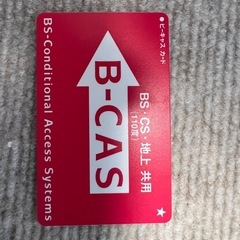 ●ビーキャス カード
BS・CS・地上 共用
(110度)
B-CAS
BS-Conditional Access Systems